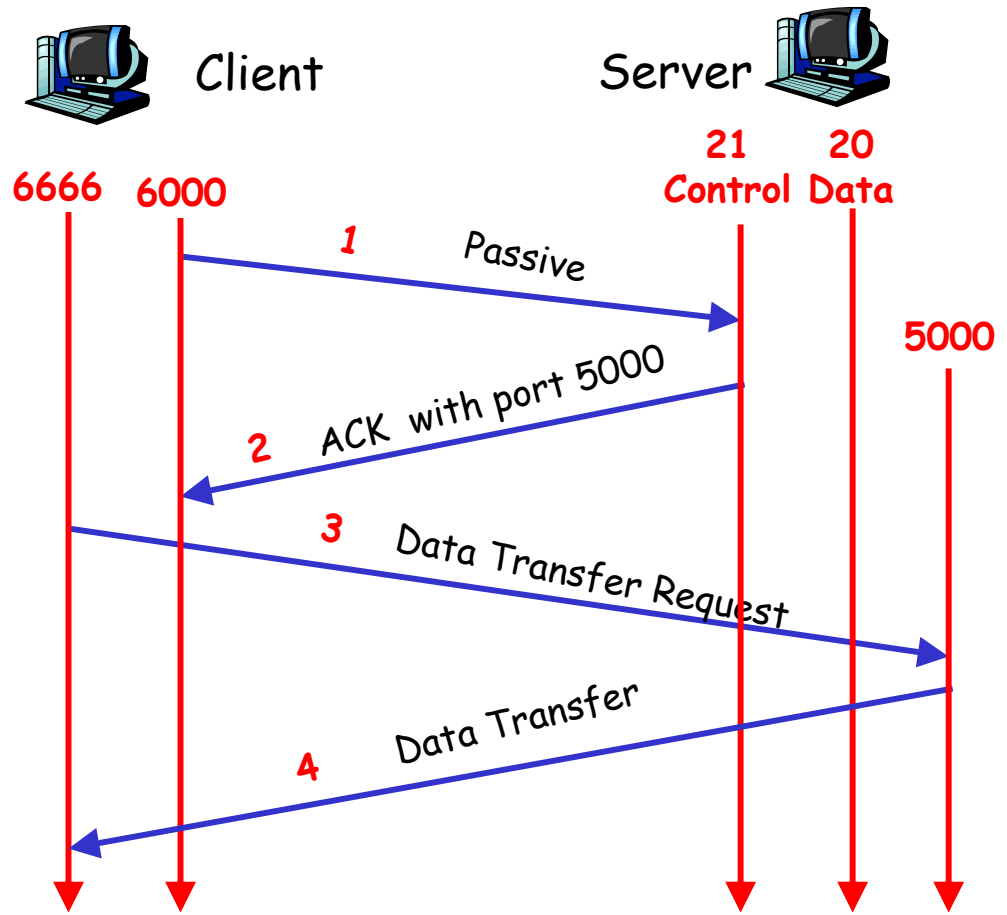 Client
Server
21 20
Control Data
6666 6000
1 Passive
5000
2 ACK with port 5000
3 Data Transfer Request
4 Data Transfer